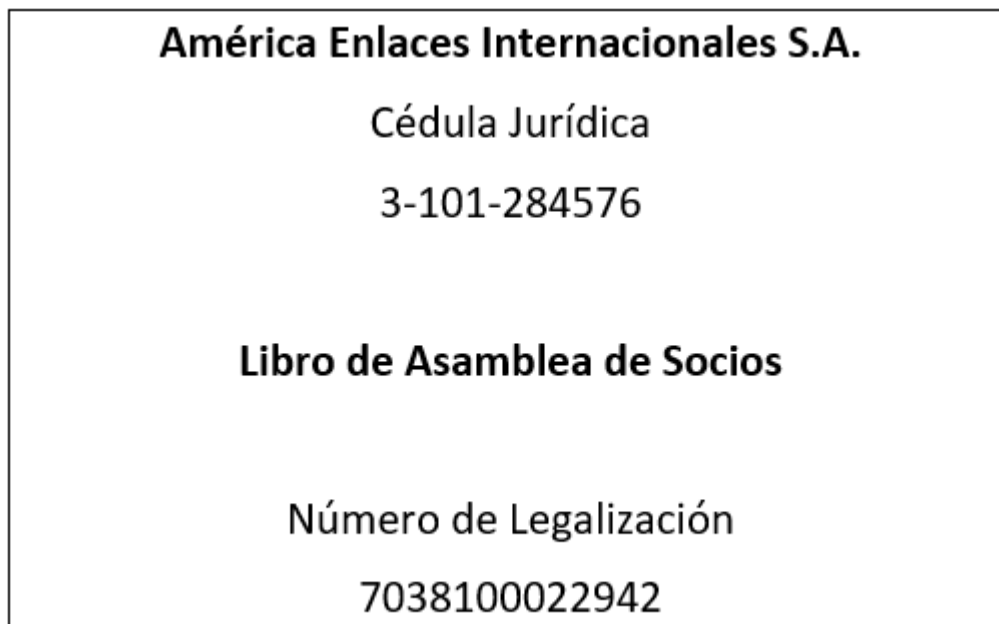 América Enlaces Internacionales S.A.
Cédula Jurídica
3-101-284576
Libro de Asamblea de Socios
Número de Legalización
7038100022942